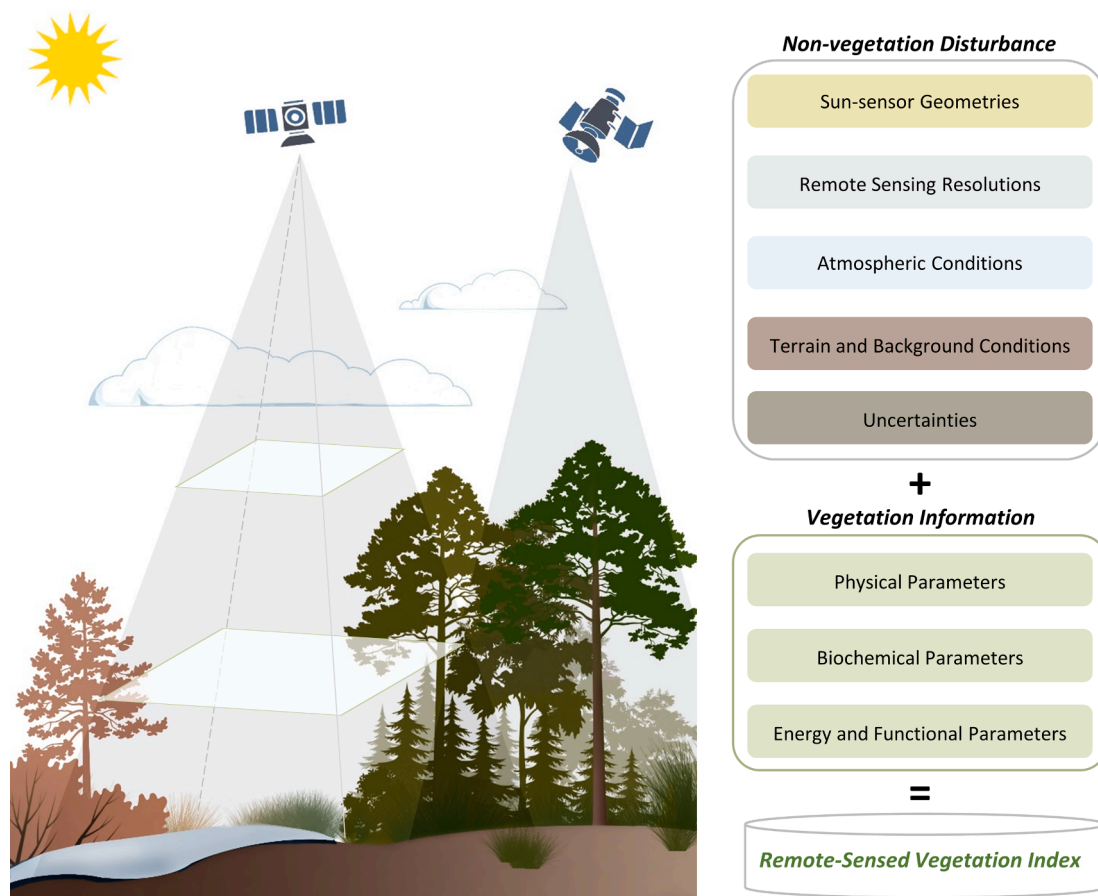 Non-vegetation Disturbance
Sun-sensor Geometries
Remote Sensing Resolutions
Atmospheric Conditions
Terrain and Background Conditions
Uncertainties
+
Vegetation Information
Physical Parameters
Biochemical Parameters
Energy and Functional Parameters
=
Remote-Sensed Vegetation Index